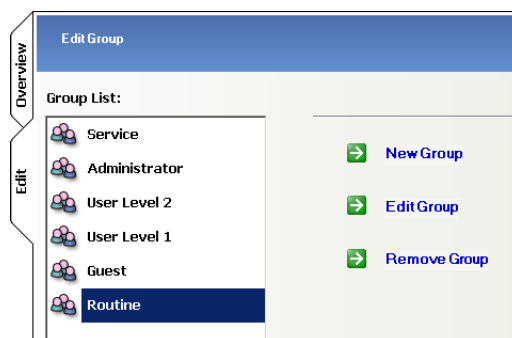 Overview
Edit
Edit Group
Group List:
Service
Administrator
User Level 2
User Level 1
Guest
Routine
New Group
Edit Group
Remove Group